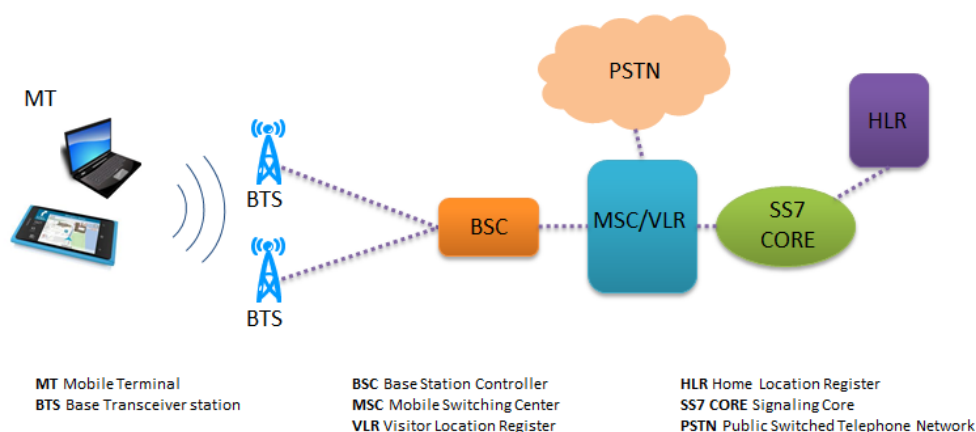 MT
PSTN
HLR
BTS
BSC
MSC/VLR
SS7
CORE
BTS
MT Mobile Terminal
BTS Base Transceiver station
BSC Base Station Controller
MSC Mobile Switching Center
VLR Visitor Location Register
HLR Home Location Register
SS7 CORE Signaling Core
PSTN Public Switched Telephone Network